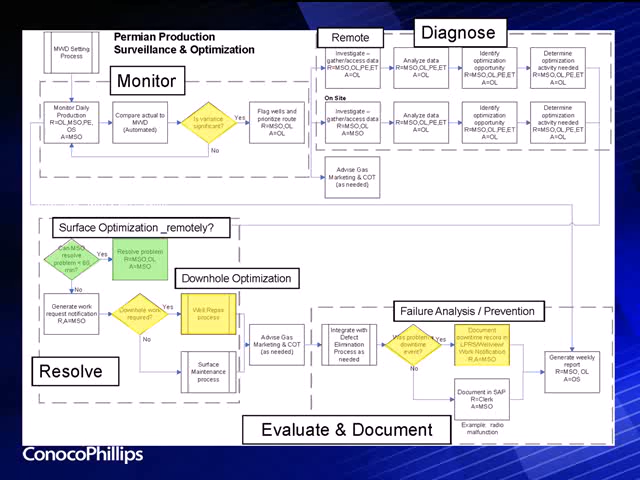 Permian Production
Surveillance & Optimization
MWD Setting
Process
Monitor
Monitor Daily
Production
R=OL,MSO,PE,
OS
A=MSO
Compare actual to
MWD
(Automated)
Is variance
significant?
Yes
No
Flag wells and
prioritize route
R=MSO,OL
A=OL
Remote
Diagnose
Investigate –
gather/access data
R=MSO,OL,PE,ET
A=OL
Analyze data
R=MSO,OL,PE,ET
A=OL
Identify
optimization
opportunity
R=MSO,OL,PE,ET
A=OL
Determine
optimization
activity needed
R=MSO,OL,PE,ET
A=OL
On Site
Investigate –
gather/access data
R=MSO,OL,PE,ET
A=MSO
Analyze data
R=MSO,OL,PE,ET
A=OL
Identify
optimization
opportunity
R=MSO,OL,PE,ET
A=OL
Determine
optimization
activity needed
R=MSO,OL,PE,ET
A=OL
Advise Gas
Marketing & COT
(as needed)
Surface Optimization _remotely?
Can MSO
resolve
problem < 60
min?
Yes
No
Resolve problem
R=MSO,OL
A=MSO
Downhole Optimization
Generate work
request notification
R,A=MSO
Downhole work
required?
Yes
No
Well Repair
process
Surface
Maintenance
process
Resolve
Advise Gas
Marketing & COT
(as needed)
Failure Analysis / Prevention
Integrate with
Defect
Elimination
Process as
needed
Was problem a
downtime
event?
Yes
No
Document
downtime record in
Work Notification
R,A=MSO
Document in SAP
R=Clerk
A=MSO
Example: radio
malfunction
Generate weekly
report
R=MSO, OL
A=OS
Evaluate & Document
ConocoPhillips